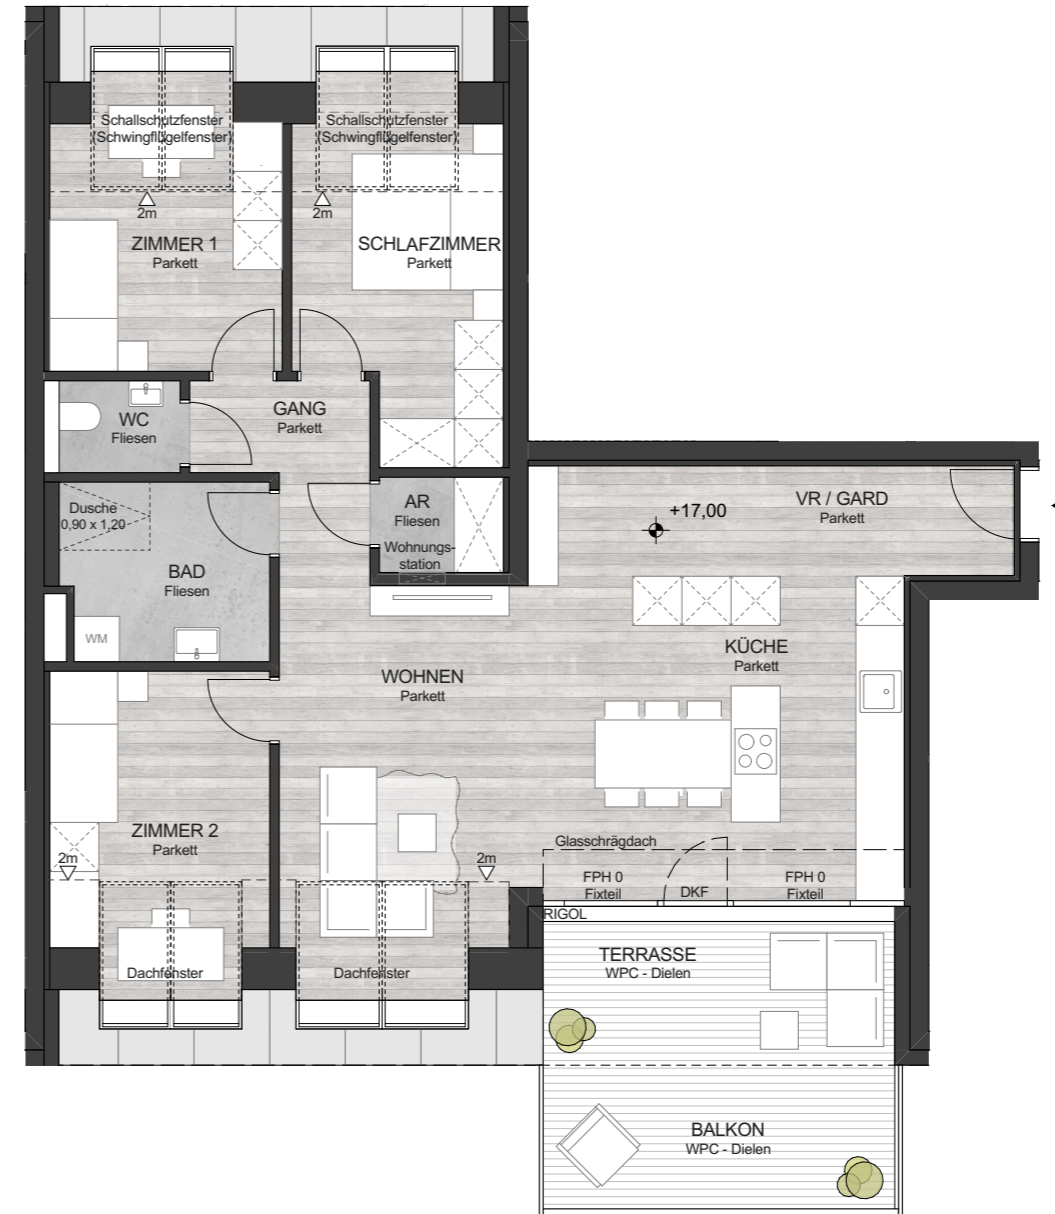 Schallschutzfenster
(Schwingflügelfenster)
Schallschutzfenster
(Schwingflügelfenster)
2m
2m
ZIMMER 1
Parkett
SCHLAFZIMMER
Parkett
GANG
Parkett
WC
Fliesen
VR / GARD
Parkett
+17,00
AR
Fliesen
Wohnungs-
station
Dusche
0,90 x 1,20
BAD
Fliesen
WM
KÜCHE
Parkett
WOHNEN
Parkett
ZIMMER 2
Parkett
2m
2m
Glasschrägdach
FPH 0
Fixteil
DKF
FPH 0
Fixteil
RIGOL
TERRASSE
WPC - Dielen
Dachfenster
Dachfenster
BALKON
WPC - Dielen